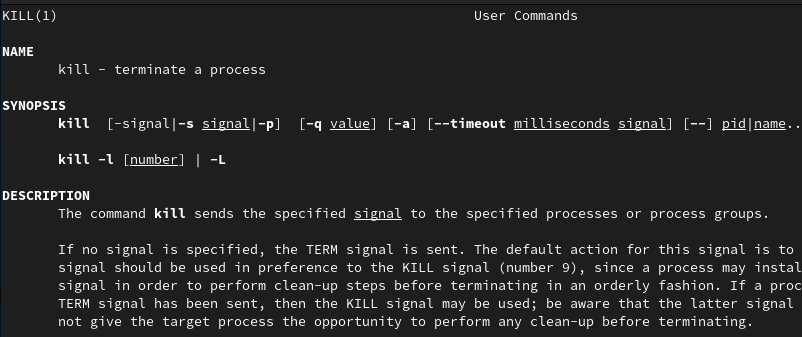 KILL(1) User Commands
NAME
kill - terminate a process
SYNOPSIS
kill [-signal|-s signal|-p] [-q value] [-a] [--timeout milliseconds signal] [--] pid|name..
kill -l [number] | -L
DESCRIPTION
The command kill sends the specified signal to the specified processes or process groups.
If no signal is specified, the TERM signal is sent. The default action for this signal is to
signal should be used in preference to the KILL signal (number 9), since a process may instal
signal in order to perform clean-up steps before terminating in an orderly fashion. If a proc
TERM signal has been sent, then the KILL signal may be used; be aware that the latter signal
not give the target process the opportunity to perform any clean-up before terminating.